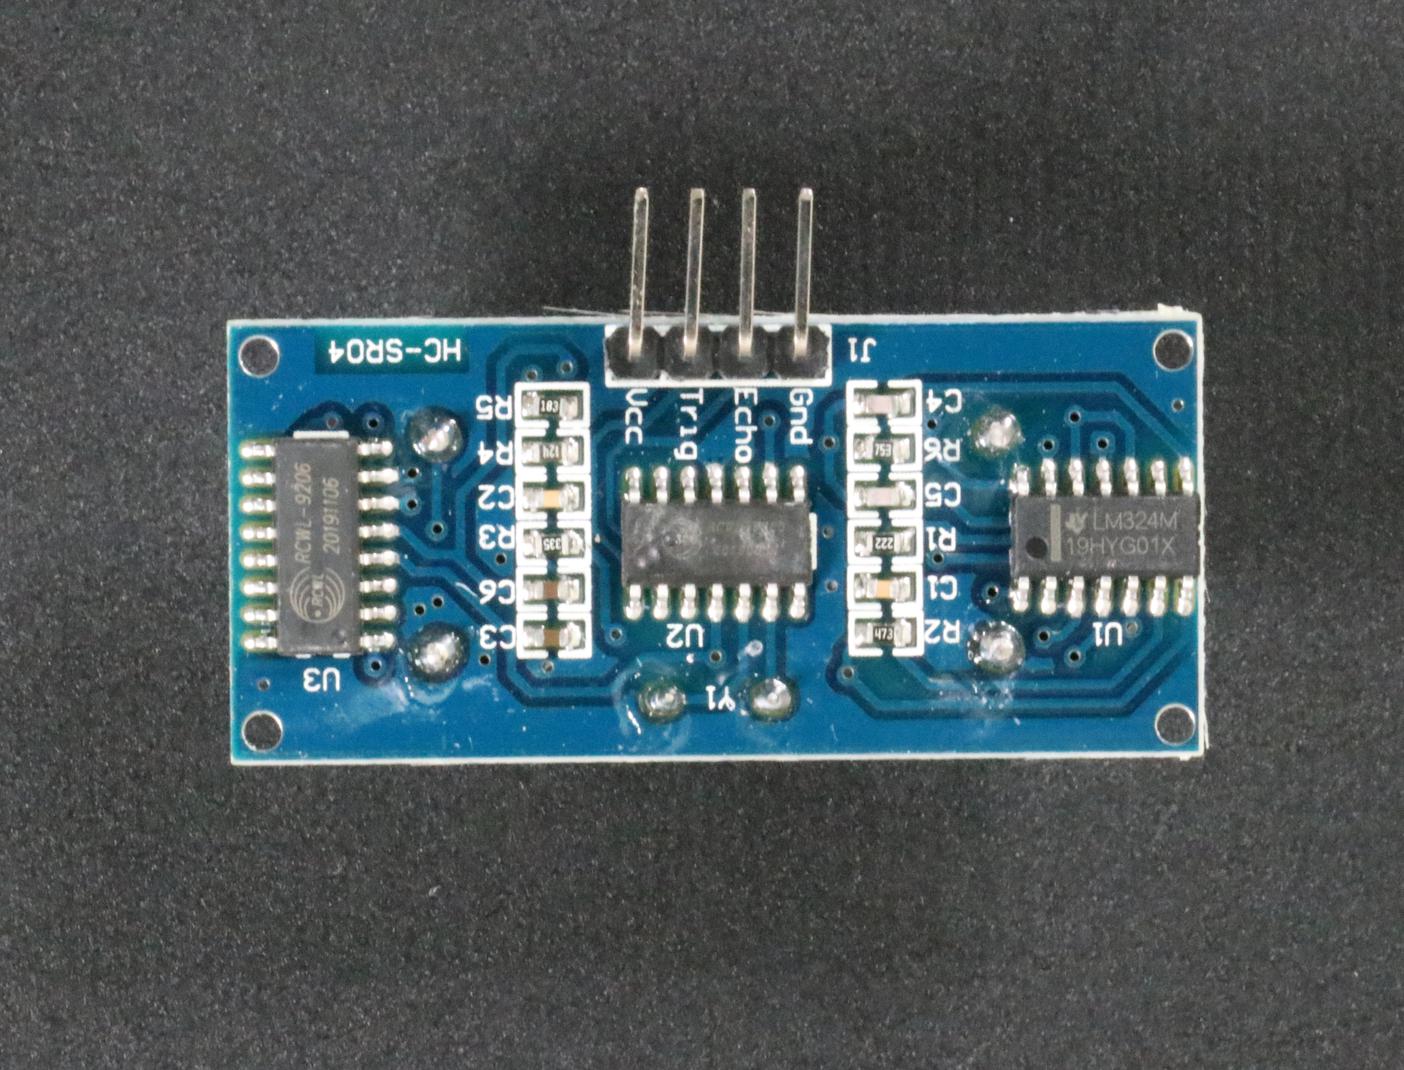 HC-SR04
J1
Vcc
Trig
Echo
Gnd
R5
183
R4
124
C2
R3
335
C6
C3
C4
R6
C5
R1
222
C1
R2
473
RCWL-9206
20191106
RCWL
U3
U2
Y1
LM324M
19HYG01X
U1